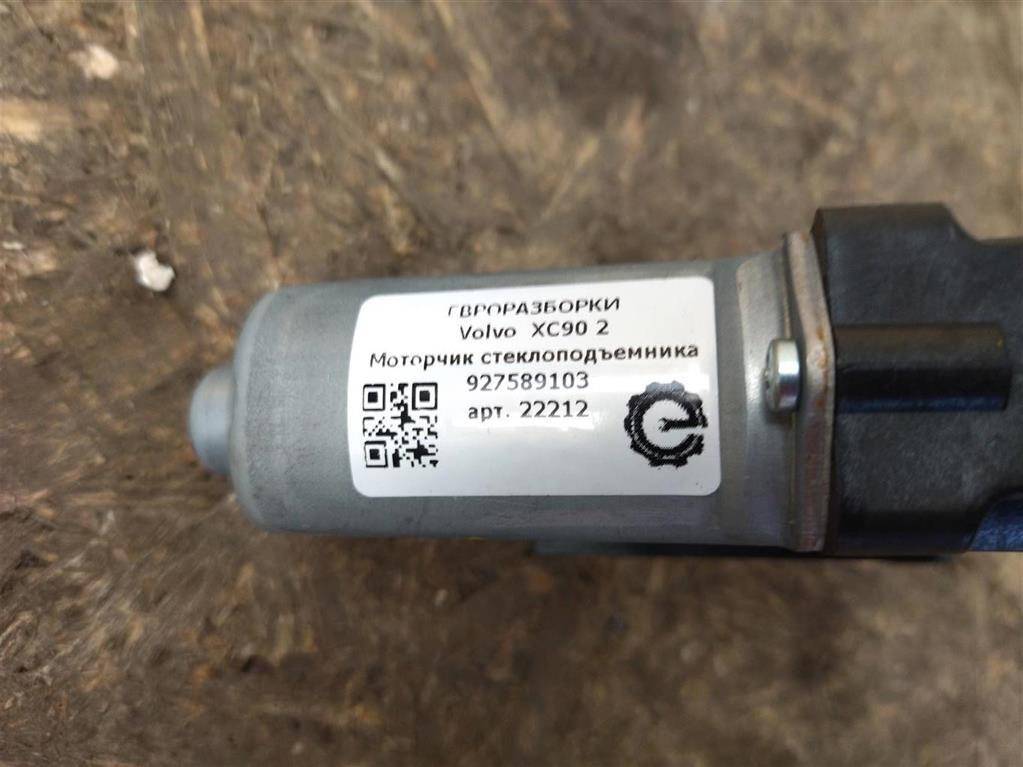 ЕВРОРАЗБОРКИ
Volvo XC90 2
Моторчик стеклоподъемника
927589103
арт. 22212